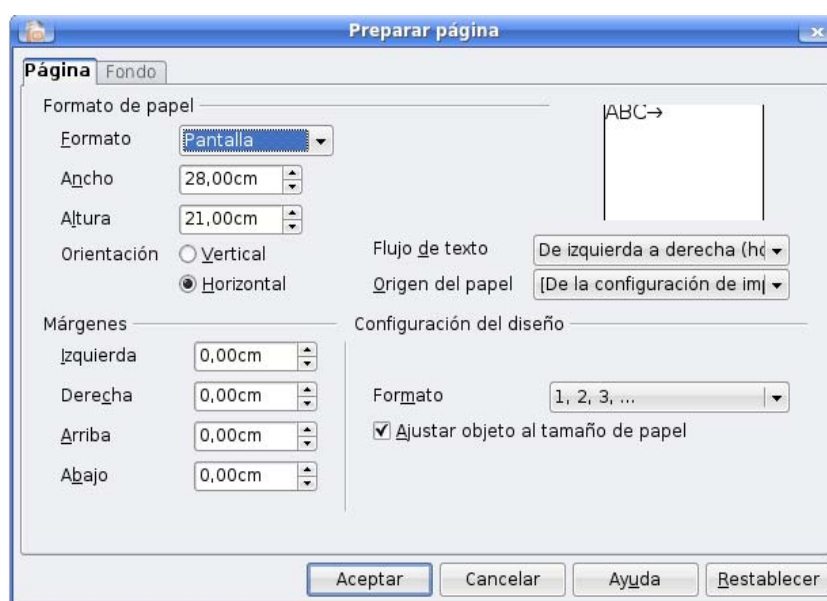 Preparar página
Página Fondo
Formato de papel
Formato Pantalla
Ancho 28,00cm
Altura 21,00cm
Orientación Vertical
Horizontal
ABC→
Flujo de texto De izquierda a derecha (ho
Origen del papel [De la configuración de im
Márgenes
Izquierda 0,00cm
Derecha 0,00cm
Arriba 0,00cm
Abajo 0,00cm
Configuración del diseño
Formato 1, 2, 3, ...
Ajustar objeto al tamaño de papel
Aceptar Cancelar Ayuda Restablecer